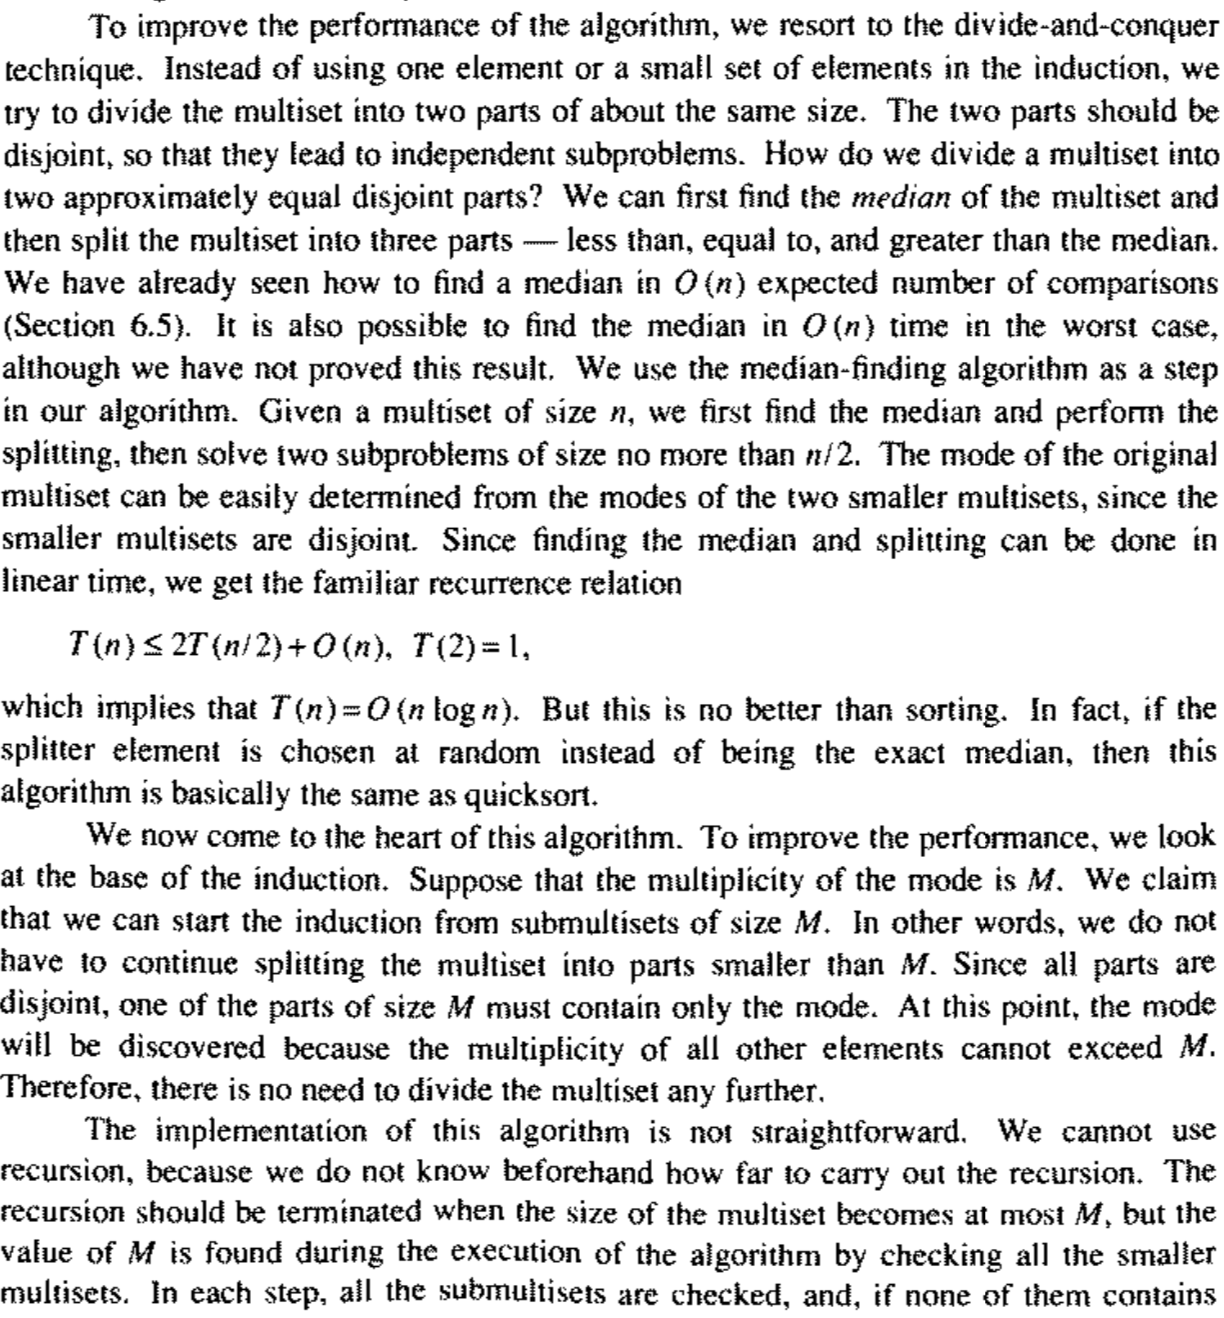 To improve the performance of the algorithm, we resort to the divide-and-conquer
technique. Instead of using one element or a small set of elements in the induction, we
try to divide the multiset into two parts of about the same size. The two parts should be
disjoint, so that they lead to independent subproblems. How do we divide a multiset into
two approximately equal disjoint parts? We can first find the median of the multiset and
then split the multiset into three parts — less than, equal to, and greater than the median.
We have already seen how to find a median in O(n) expected number of comparisons
(Section 6.5). It is also possible to find the median in O(n) time in the worst case,
although we have not proved this result. We use the median-finding algorithm as a step
in our algorithm. Given a multiset of size n, we first find the median and perform the
splitting, then solve two subproblems of size no more than n/2. The mode of the original
multiset can be easily determined from the modes of the two smaller multisets, since the
smaller multisets are disjoint. Since finding the median and splitting can be done in
linear time, we get the familiar recurrence relation
T(n) ≤ 2T(n/2) + O(n), T(2) = 1,
which implies that T(n) = O(n log n). But this is no better than sorting. In fact, if the
splitter element is chosen at random instead of being the exact median, then this
algorithm is basically the same as quicksort.
We now come to the heart of this algorithm. To improve the performance, we look
at the base of the induction. Suppose that the multiplicity of the mode is M. We claim
that we can start the induction from submultisets of size M. In other words, we do not
have to continue splitting the multiset into parts smaller than M. Since all parts are
disjoint, one of the parts of size M must contain only the mode. At this point, the mode
will be discovered because the multiplicity of all other elements cannot exceed M.
Therefore, there is no need to divide the multiset any further.
The implementation of this algorithm is not straightforward. We cannot use
recursion, because we do not know beforehand how far to carry out the recursion. The
recursion should be terminated when the size of the multiset becomes at most M, but the
value of M is found during the execution of the algorithm by checking all the smaller
multisets. In each step, all the submultisets are checked, and, if none of them contains